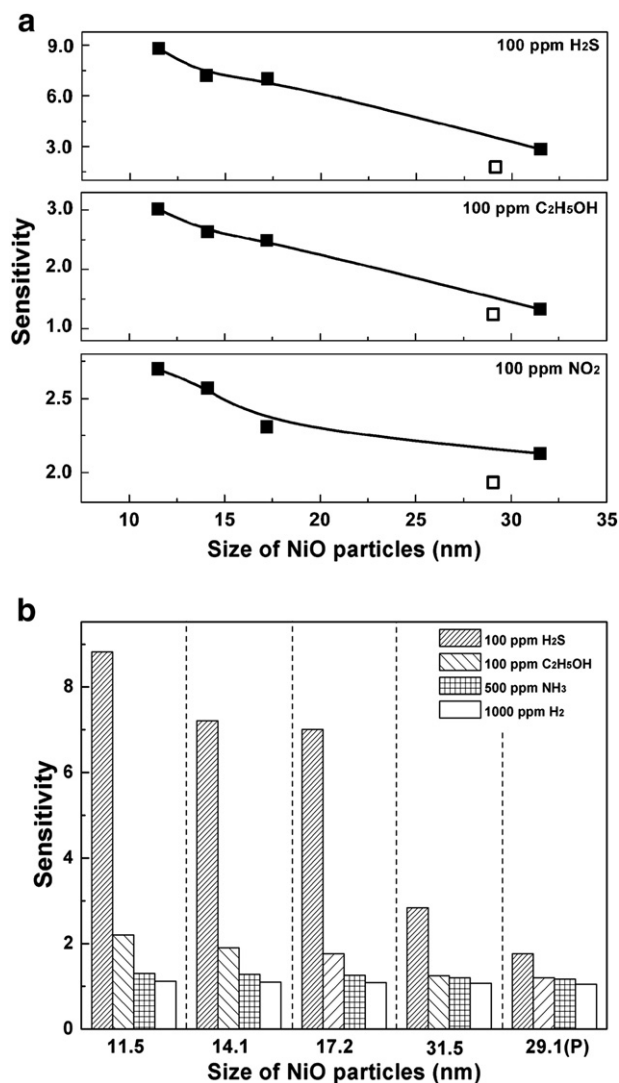 a
100 ppm H₂S
9.0
6.0
3.0
100 ppm C₂H₅OH
3.0
2.0
1.0
100 ppm NO₂
2.5
2.0
Sensitivity
10 15 20 25 30 35
Size of NiO particles (nm)
b
100 ppm H₂S
100 ppm C₂H₅OH
500 ppm NH₃
1000 ppm H₂
8
6
4
2
0
Sensitivity
11.5 14.1 17.2 31.5 29.1(P)
Size of NiO particles (nm)